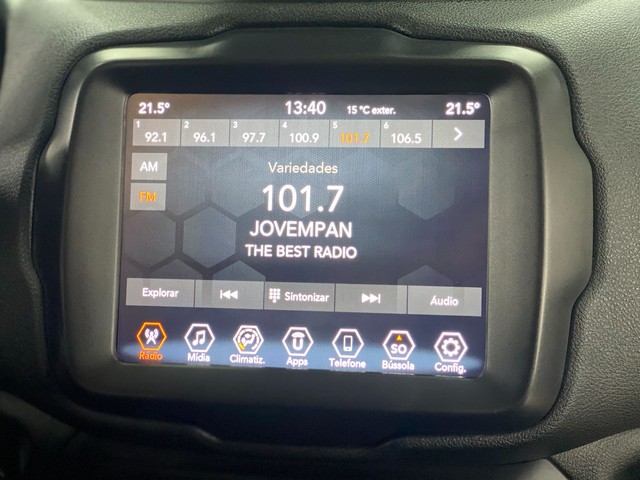 21.5° 13:40 15 °C exter. 21.5°
1 92.1 2 96.1 3 97.7 4 100.9 5 101.7 6 106.5
AM
FM
Variedades
101.7
JOVEMPAN
THE BEST RADIO
Explorar Sintonizar Áudio
SO
Rádio Mídia Climatiz. Apps Telefone Bússola Config.